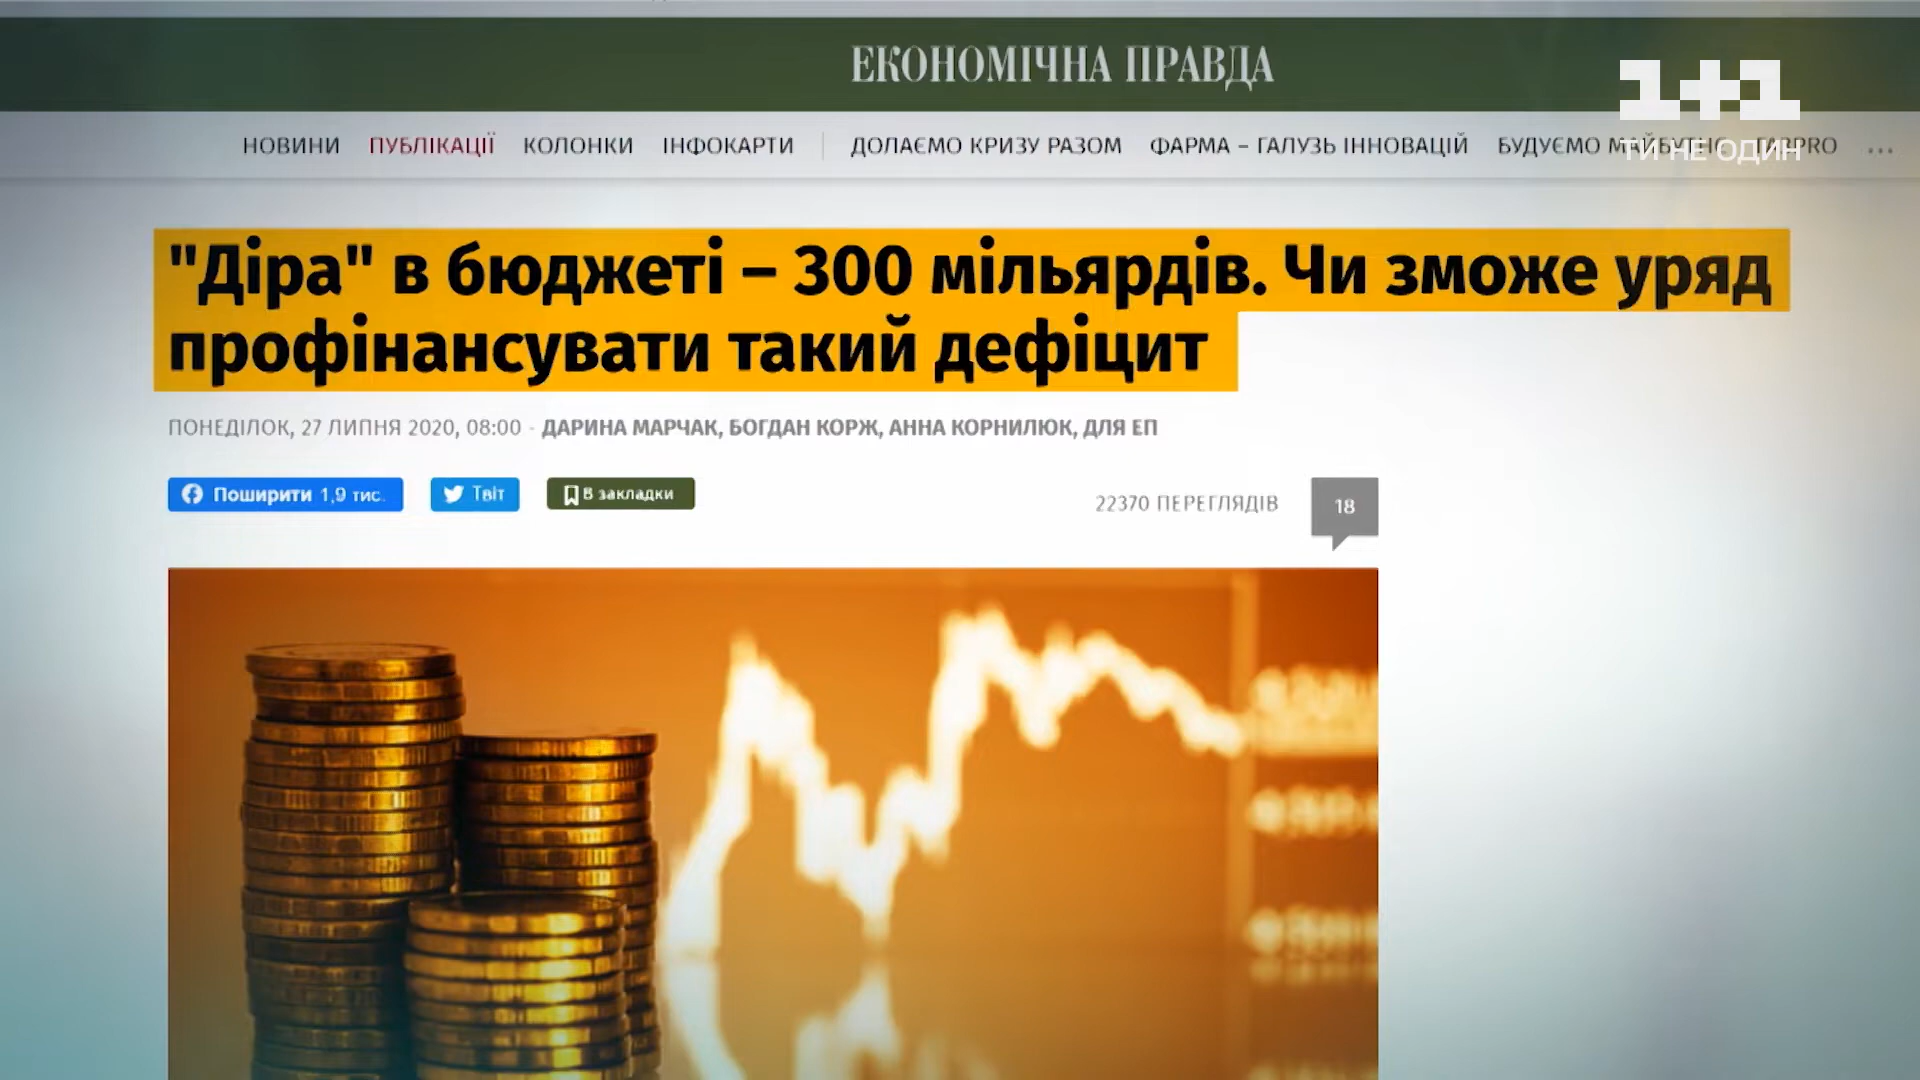 ЕКОНОМІЧНА ПРАВДА
1+1
НОВИНИ ПУБЛІКАЦІЇ КОЛОНКИ ІНФОКАРТИ ДОЛАЄМО КРИЗУ РАЗОМ ФАРМА – ГАЛУЗЬ ІННОВАЦІЙ БУДУЄМО ...
ТИ НЕ ОДИН
"Діра" в бюджеті – 300 мільярдів. Чи зможе уряд
профінансувати такий дефіцит
ПОНЕДІЛОК, 27 ЛИПНЯ 2020, 08:00 - ДАРИНА МАРЧАК, БОГДАН КОРЖ, АННА КОРНИЛЮК, ДЛЯ ЕП
Поширити 1,9 тис. Твіт В закладки 22370 ПЕРЕГЛЯДІВ 18